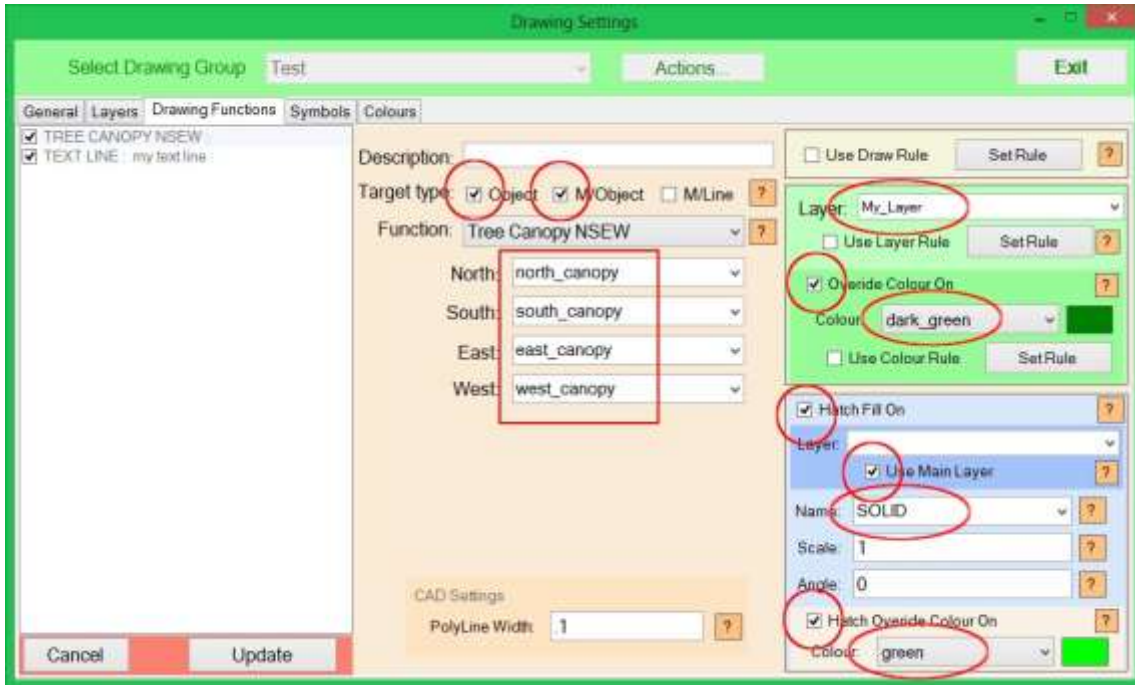 Drawing Settings
Select Drawing Group Test Actions... Exit
General Layers Drawing Functions Symbols Colours
TREE CANOPY NSEW
TEXT LINE : my text line
Description:
Target type: Object M/Object M/Line ?
Function: Tree Canopy NSEW ?
North: north_canopy
South: south_canopy
East: east_canopy
West: west_canopy
CAD Settings
PolyLine Width: .1 ?
Cancel Update
Use Draw Rule Set Rule ?
Layer: My_Layer
Use Layer Rule Set Rule ?
Overide Colour On ?
Colour: dark_green
Use Colour Rule Set Rule
Hatch Fill On ?
Layer:
Use Main Layer ?
Name: SOLID ?
Scale: 1 ?
Angle: 0 ?
Hatch Overide Colour On ?
Colour: green